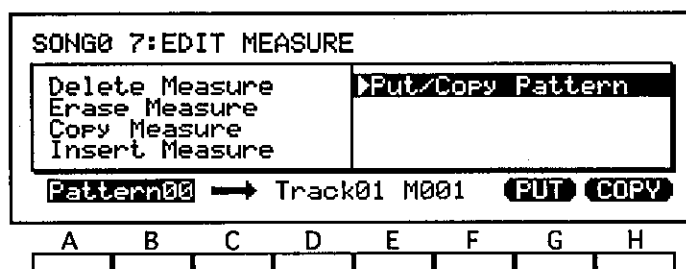 SONG0 7:EDIT MEASURE
Delete Measure
Erase Measure
Copy Measure
Insert Measure
Put/Copy Pattern
Pattern00 → Track01 M001 PUT COPY
A B C D E F G H